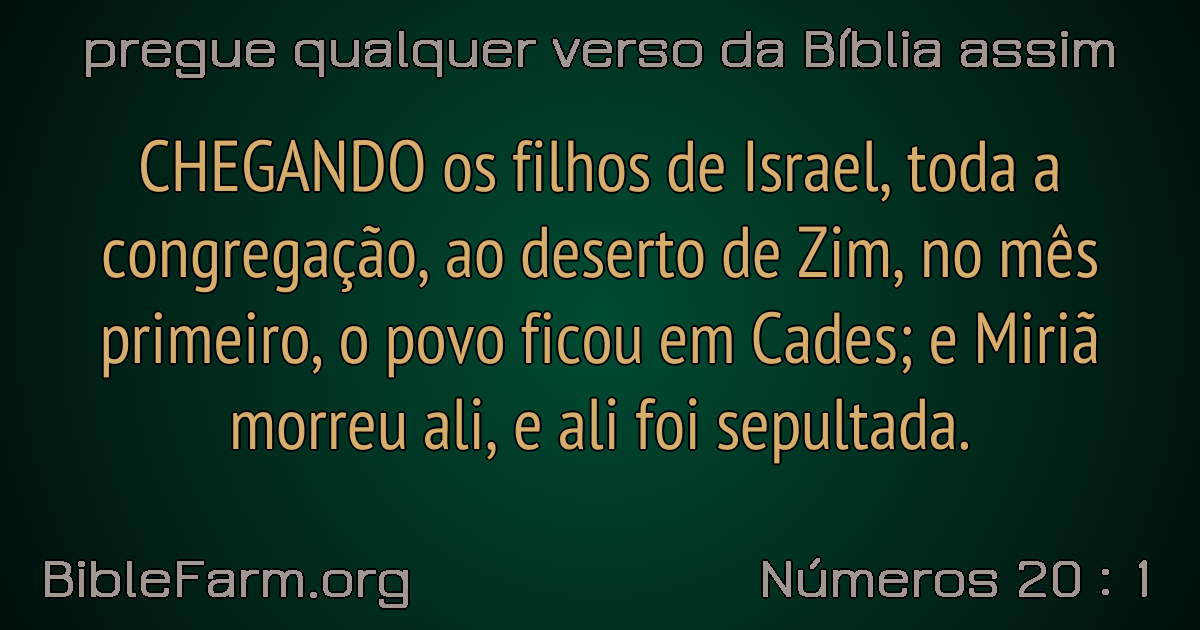 pregue qualquer verso da Bíblia assim
CHEGANDO os filhos de Israel, toda a
congregação, ao deserto de Zim, no mês
primeiro, o povo ficou em Cades; e Miriã
morreu ali, e ali foi sepultada.
BibleFarm.org
Números 20 : 1